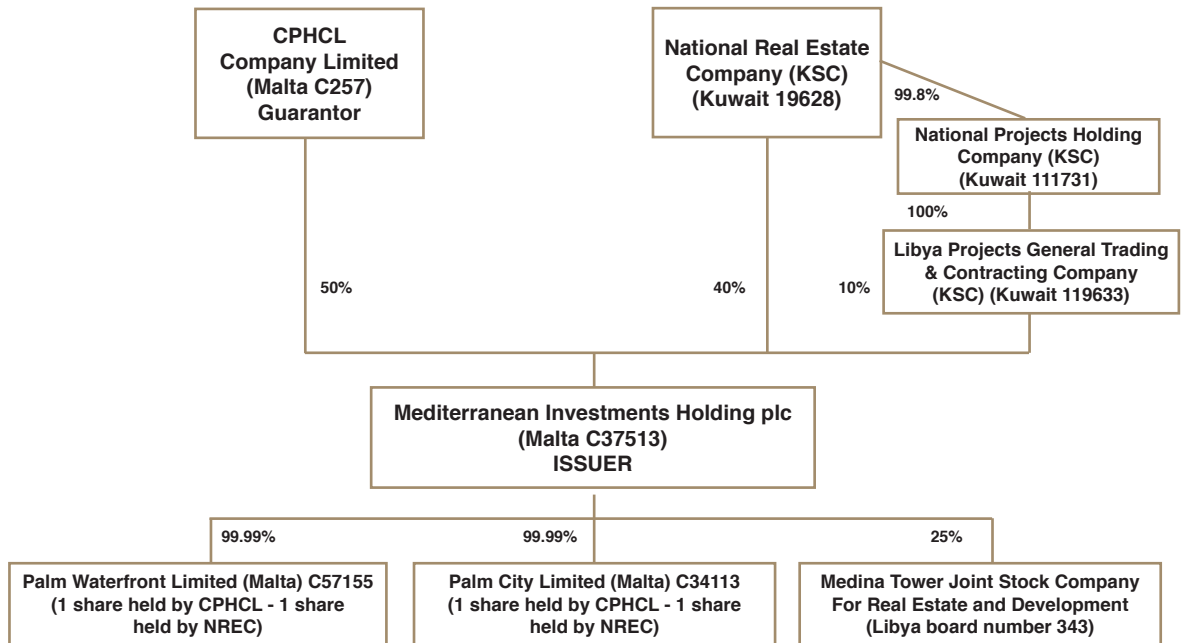 CPHCL
Company Limited
(Malta C257)
Guarantor
National Real Estate
Company (KSC)
(Kuwait 19628)
99.8%
National Projects Holding
Company (KSC)
(Kuwait 111731)
100%
Libya Projects General Trading
& Contracting Company
(KSC) (Kuwait 119633)
50%
40%
10%
Mediterranean Investments Holding plc
(Malta C37513)
ISSUER
99.99%
99.99%
25%
Palm Waterfront Limited (Malta) C57155
(1 share held by CPHCL - 1 share
held by NREC)
Palm City Limited (Malta) C34113
(1 share held by CPHCL - 1 share
held by NREC)
Medina Tower Joint Stock Company
For Real Estate and Development
(Libya board number 343)